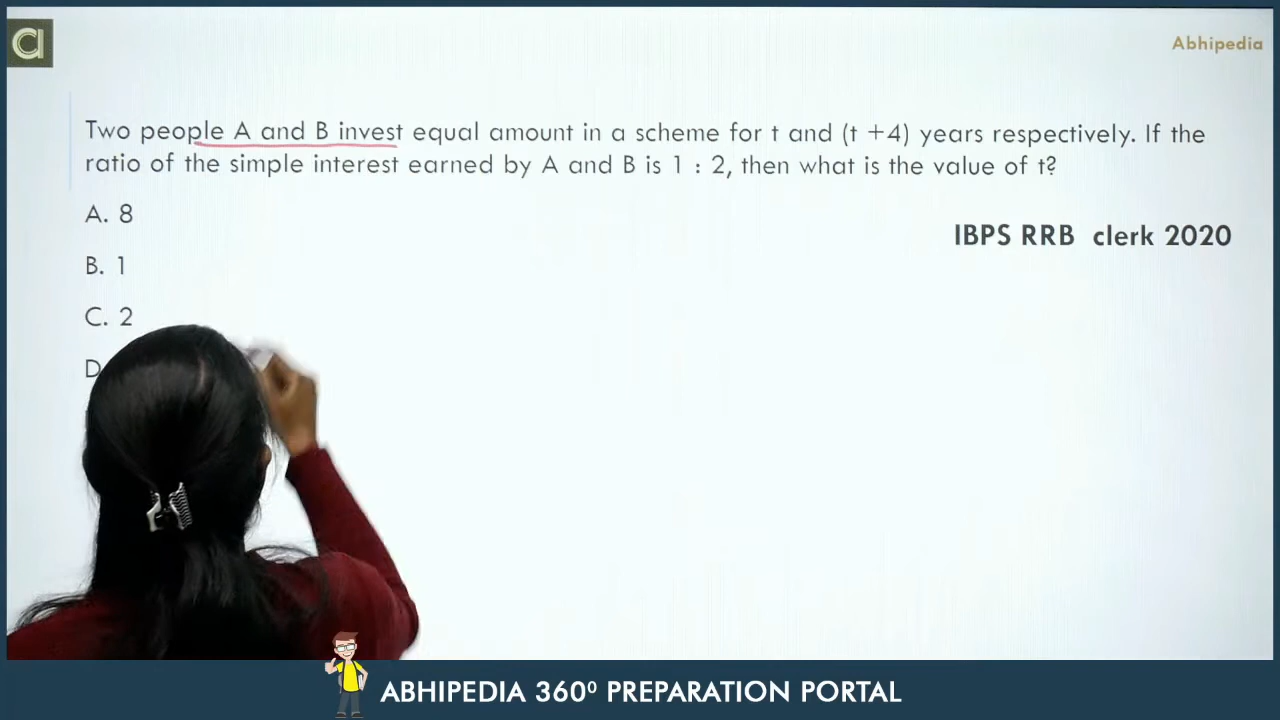 Abhipedia
Two people A and B invest equal amount in a scheme for t and (t +4) years respectively. If the
ratio of the simple interest earned by A and B is 1 : 2, then what is the value of t?
A. 8
IBPS RRB clerk 2020
B. 1
C. 2
D
ABHIPEDIA 360⁰ PREPARATION PORTAL